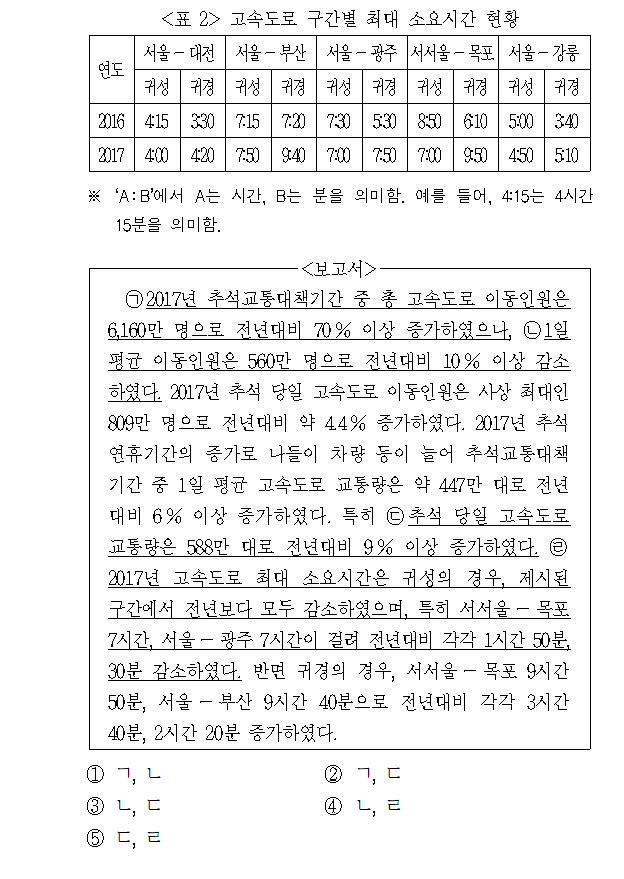 <표 2> 고속도로 구간별 최대 소요시간 현황
연도 서울-대전 서울-부산 서울-광주 서서울-목포 서울-강릉
귀성 귀경 귀성 귀경 귀성 귀경 귀성 귀경 귀성 귀경
2016 4:15 3:30 7:15 7:20 7:30 5:30 8:50 6:10 5:00 3:40
2017 4:00 4:20 7:50 9:40 7:00 7:50 7:00 9:50 4:50 5:10
※ ‘A:B’에서 A는 시간, B는 분을 의미함. 예를 들어, 4:15는 4시간
15분을 의미함.
<보고서>
㉠2017년 추석교통대책기간 중 총 고속도로 이동인원은
6,160만 명으로 전년대비 70% 이상 증가하였으나, ㉡1일
평균 이동인원은 560만 명으로 전년대비 10% 이상 감소
하였다. 2017년 추석 당일 고속도로 이동인원은 사상 최대인
809만 명으로 전년대비 약 4.4% 증가하였다. 2017년 추석
연휴기간의 증가로 나들이 차량 등이 늘어 추석교통대책
기간 중 1일 평균 고속도로 교통량은 약 447만 대로 전년
대비 6% 이상 증가하였다. 특히 ㉢추석 당일 고속도로
교통량은 588만 대로 전년대비 9% 이상 증가하였다. ㉣
2017년 고속도로 최대 소요시간은 귀성의 경우, 제시된
구간에서 전년보다 모두 감소하였으며, 특히 서서울-목포
7시간, 서울-광주 7시간이 걸려 전년대비 각각 1시간 50분,
30분 감소하였다. 반면 귀경의 경우, 서서울-목포 9시간
50분, 서울-부산 9시간 40분으로 전년대비 각각 3시간
40분, 2시간 20분 증가하였다.
① ㄱ, ㄴ ② ㄱ, ㄷ
③ ㄴ, ㄷ ④ ㄴ, ㄹ
⑤ ㄷ, ㄹ